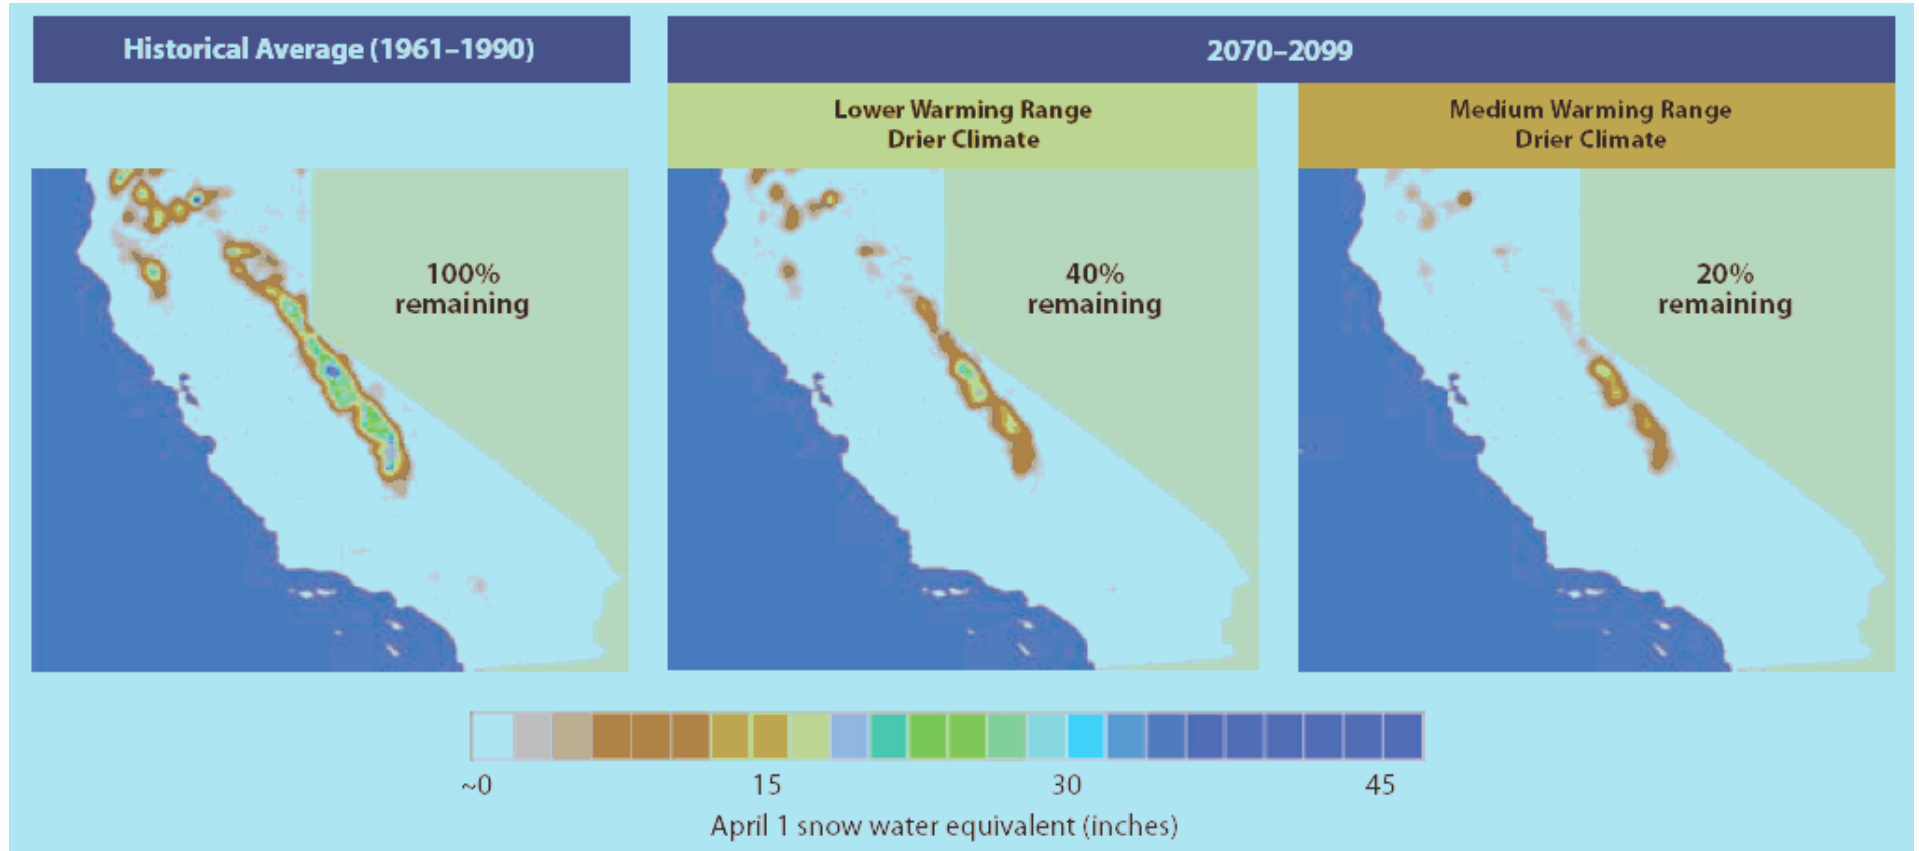 Historical Average (1961–1990)
2070–2099
Lower Warming Range
Drier Climate
Medium Warming Range
Drier Climate
100%
remaining
40%
remaining
20%
remaining
~0
15
30
45
April 1 snow water equivalent (inches)